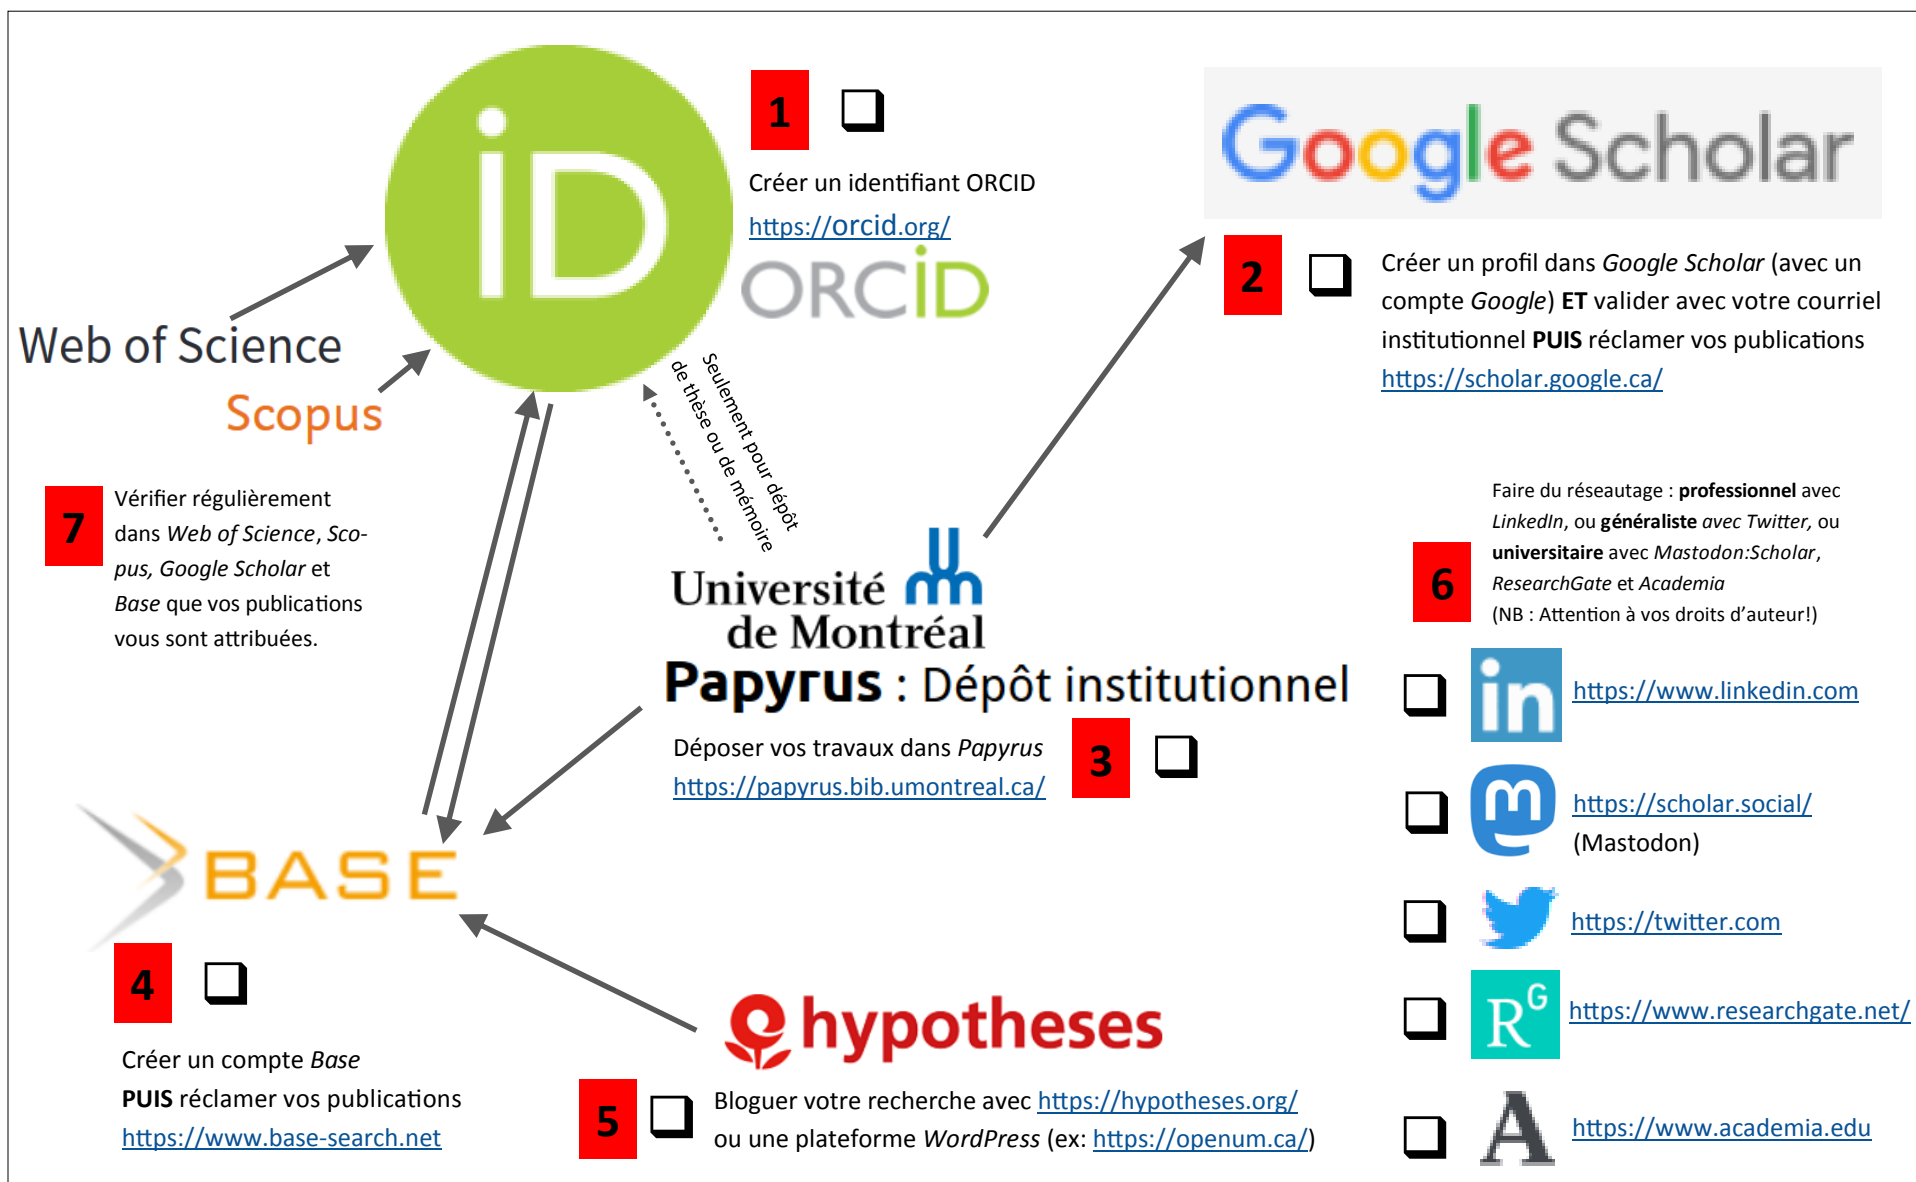 iD
1
Créer un identifiant ORCID
https://orcid.org/
ORCiD
Google Scholar
2
Créer un profil dans Google Scholar (avec un
compte Google) ET valider avec votre courriel
institutionnel PUIS réclamer vos publications
https://scholar.google.ca/
Web of Science
Scopus
Seulement pour dépôt
de thèse ou de mémoire
7
Vérifier régulièrement
dans Web of Science, Sco-
pus, Google Scholar et
Base que vos publications
vous sont attribuées.
Université
de Montréal
Papyrus : Dépôt institutionnel
Déposer vos travaux dans Papyrus
https://papyrus.bib.umontreal.ca/
3
BASE
4
Créer un compte Base
PUIS réclamer vos publications
https://www.base-search.net
hypotheses
5
Bloguer votre recherche avec https://hypotheses.org/
ou une plateforme WordPress (ex: https://openum.ca/)
6
Faire du réseautage : professionnel avec
LinkedIn, ou généraliste avec Twitter, ou
universitaire avec Mastodon:Scholar,
ResearchGate et Academia
(NB : Attention à vos droits d'auteur!)
in
https://www.linkedin.com
m
https://scholar.social/
(Mastodon)
https://twitter.com
RG
https://www.researchgate.net/
A
https://www.academia.edu